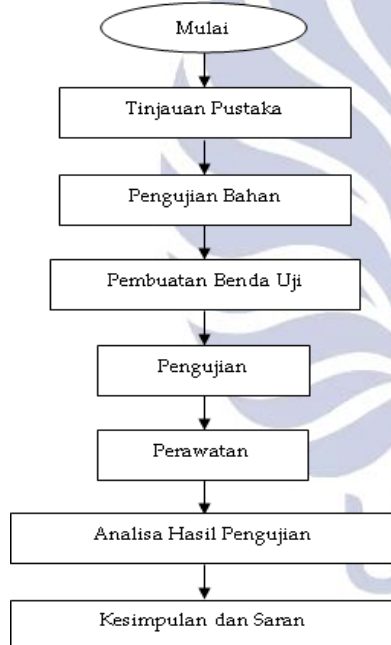 Mulai
Tinjauan Pustaka
Pengujian Bahan
Pembuatan Benda Uji
Pengujian
Perawatan
Analisa Hasil Pengujian
Kesimpulan dan Saran